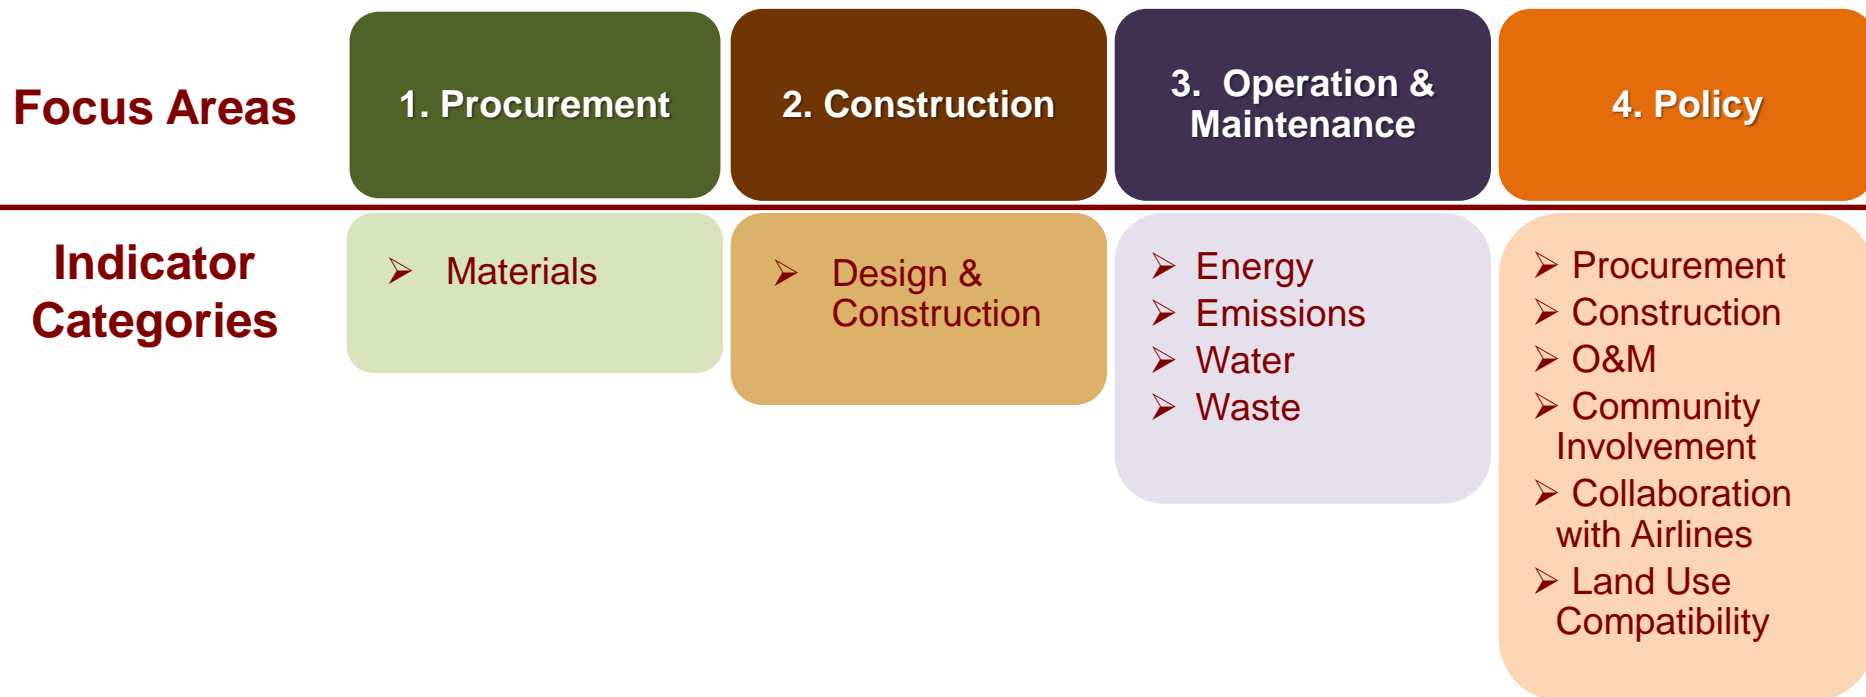 Focus Areas
1. Procurement
2. Construction
3. Operation &
Maintenance
4. Policy
Indicator
Categories
➢ Materials
➢ Design &
Construction
➢ Energy
➢ Emissions
➢ Water
➢ Waste
➢ Procurement
➢ Construction
➢ O&M
➢ Community
Involvement
➢ Collaboration
with Airlines
➢ Land Use
Compatibility